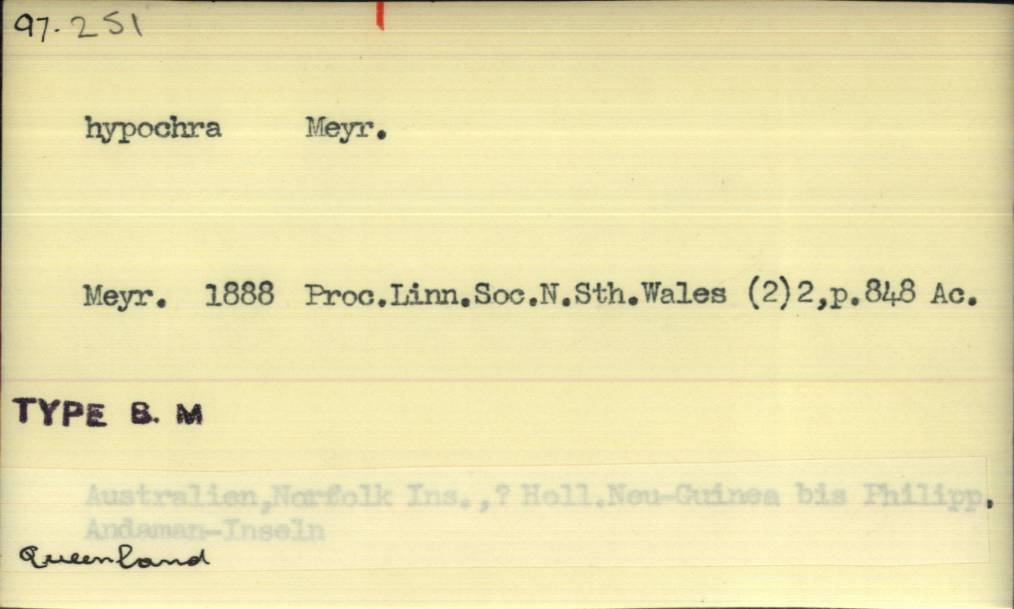 97.251
hypochra Meyr.
Meyr. 1888 Proc.Linn.Soc.N.Sth.Wales (2)2,p.848 Ac.
TYPE B. M
Australien,Norfolk Ins.,? Holl.Neu-Guinea bis Philipp.
Andaman-Inseln
Queenland